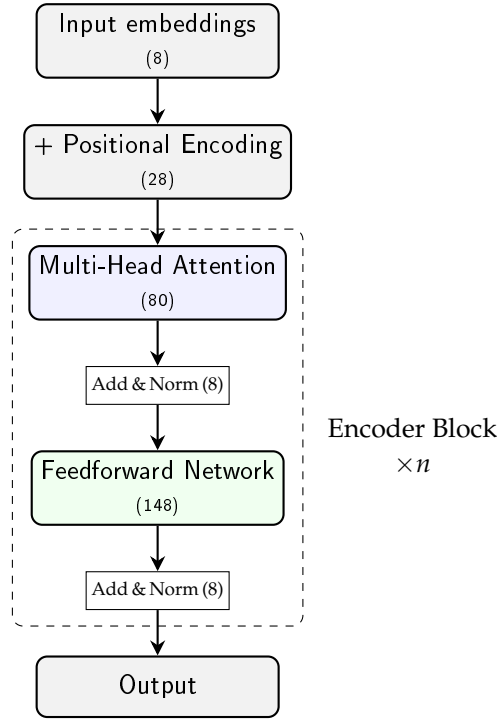 Input embeddings
(8)
+ Positional Encoding
(28)
Multi-Head Attention
(80)
Add & Norm (8)
Encoder Block
×n
Feedforward Network
(148)
Add & Norm (8)
Output